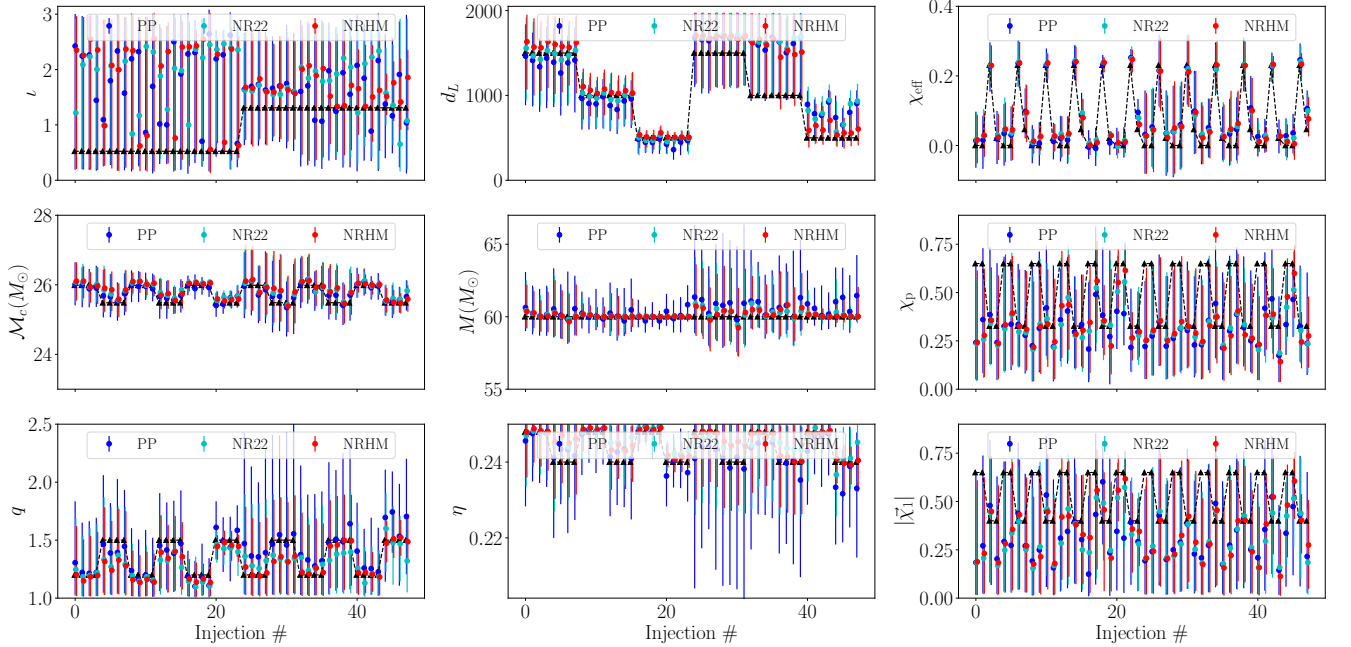 3
2
1
0
ι
PP
NR22
NRHM
2000
1000
0
d_L
PP
NR22
NRHM
0.4
0.2
0.0
χ_eff
PP
NR22
NRHM
28
26
24
ℳ_c(M_⊙)
PP
NR22
NRHM
65
60
55
M(M_⊙)
PP
NR22
NRHM
0.75
0.50
0.25
0.00
χ_p
PP
NR22
NRHM
2.5
2.0
1.5
1.0
q
PP
NR22
NRHM
0
20
40
Injection #
0.24
0.22
η
PP
NR22
NRHM
0
20
40
Injection #
0.75
0.50
0.25
0.00
|χ⃗_1|
PP
NR22
NRHM
0
20
40
Injection #